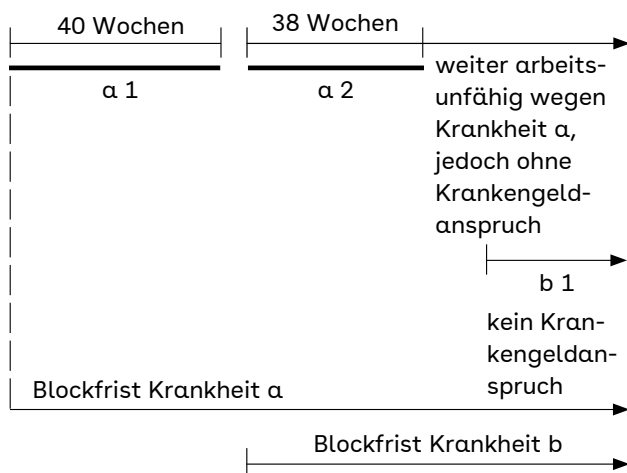 40 Wochen
38 Wochen
a 1
a 2
weiter arbeits-
unfähig wegen
Krankheit a,
jedoch ohne
Krankengeld-
anspruch
b 1
kein Kran-
kengeldan-
spruch
Blockfrist Krankheit a
Blockfrist Krankheit b